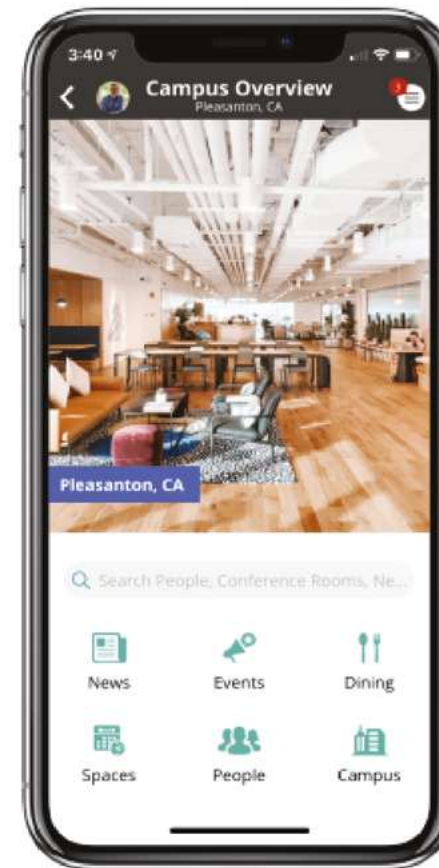 3:40
Campus Overview
Pleasanton, CA
3
Pleasanton, CA
Search People, Conference Rooms, Ne...
News
Events
Dining
Spaces
People
Campus